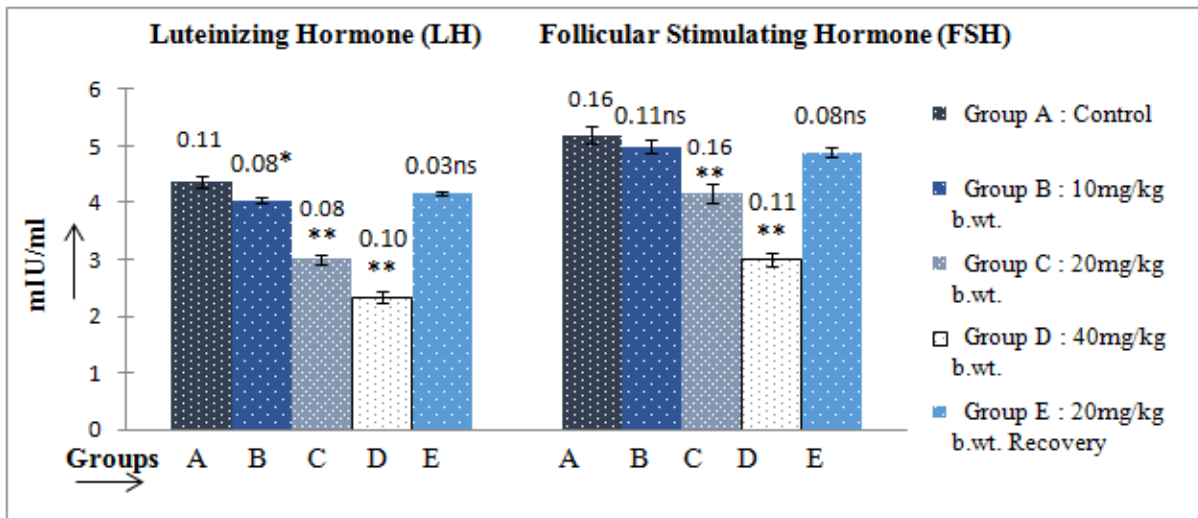 Luteinizing Hormone (LH)
Follicular Stimulating Hormone (FSH)
mIU/ml
6
5
4
3
2
1
0
0.11
0.08*
0.08
**
0.10
**
0.03ns
0.16
0.11ns
0.16
**
0.11
**
0.08ns
Groups A B C D E A B C D E
Group A : Control
Group B : 10mg/kg
b.wt.
Group C : 20mg/kg
b.wt.
Group D : 40mg/kg
b.wt.
Group E : 20mg/kg
b.wt. Recovery